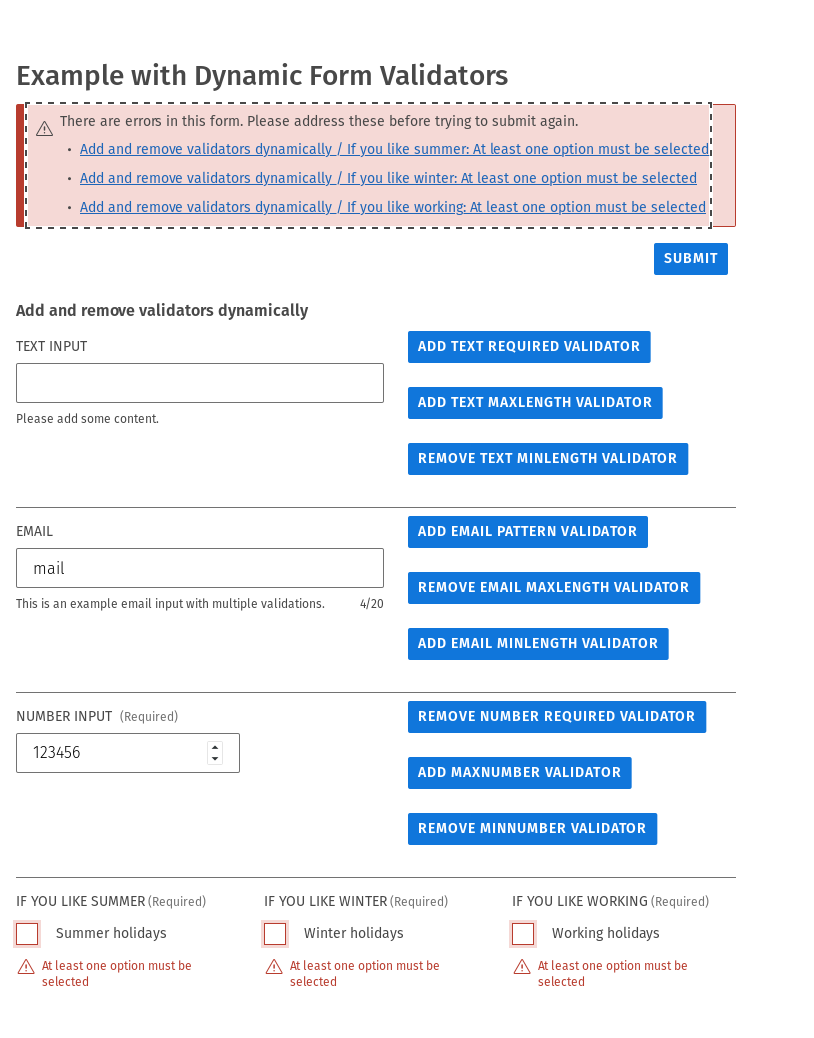 Example with Dynamic Form Validators
There are errors in this form. Please address these before trying to submit again.
• Add and remove validators dynamically / If you like summer: At least one option must be selected
• Add and remove validators dynamically / If you like winter: At least one option must be selected
• Add and remove validators dynamically / If you like working: At least one option must be selected
SUBMIT
Add and remove validators dynamically
TEXT INPUT
Please add some content.
ADD TEXT REQUIRED VALIDATOR
ADD TEXT MAXLENGTH VALIDATOR
REMOVE TEXT MINLENGTH VALIDATOR
EMAIL
mail
This is an example email input with multiple validations. 4/20
ADD EMAIL PATTERN VALIDATOR
REMOVE EMAIL MAXLENGTH VALIDATOR
ADD EMAIL MINLENGTH VALIDATOR
NUMBER INPUT (Required)
123456
REMOVE NUMBER REQUIRED VALIDATOR
ADD MAXNUMBER VALIDATOR
REMOVE MINNUMBER VALIDATOR
IF YOU LIKE SUMMER (Required)
Summer holidays
At least one option must be
selected
IF YOU LIKE WINTER (Required)
Winter holidays
At least one option must be
selected
IF YOU LIKE WORKING (Required)
Working holidays
At least one option must be
selected